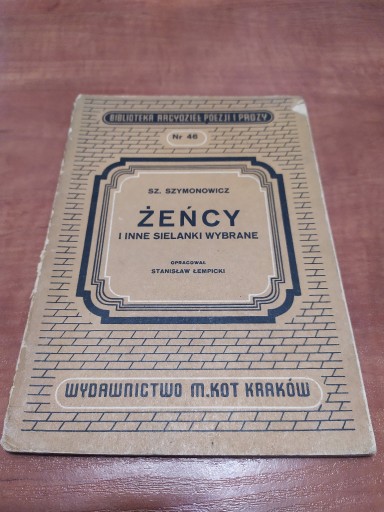 BIBLIOTEKA ARCYDZIEŁ POEZJI I PROZY
Nr 46
SZ. SZYMONOWICZ
ŻEŃCY
I INNE SIELANKI WYBRANE
OPRACOWAŁ
STANISŁAW ŁEMPICKI
WYDAWNICTWO M.KOT KRAKÓW